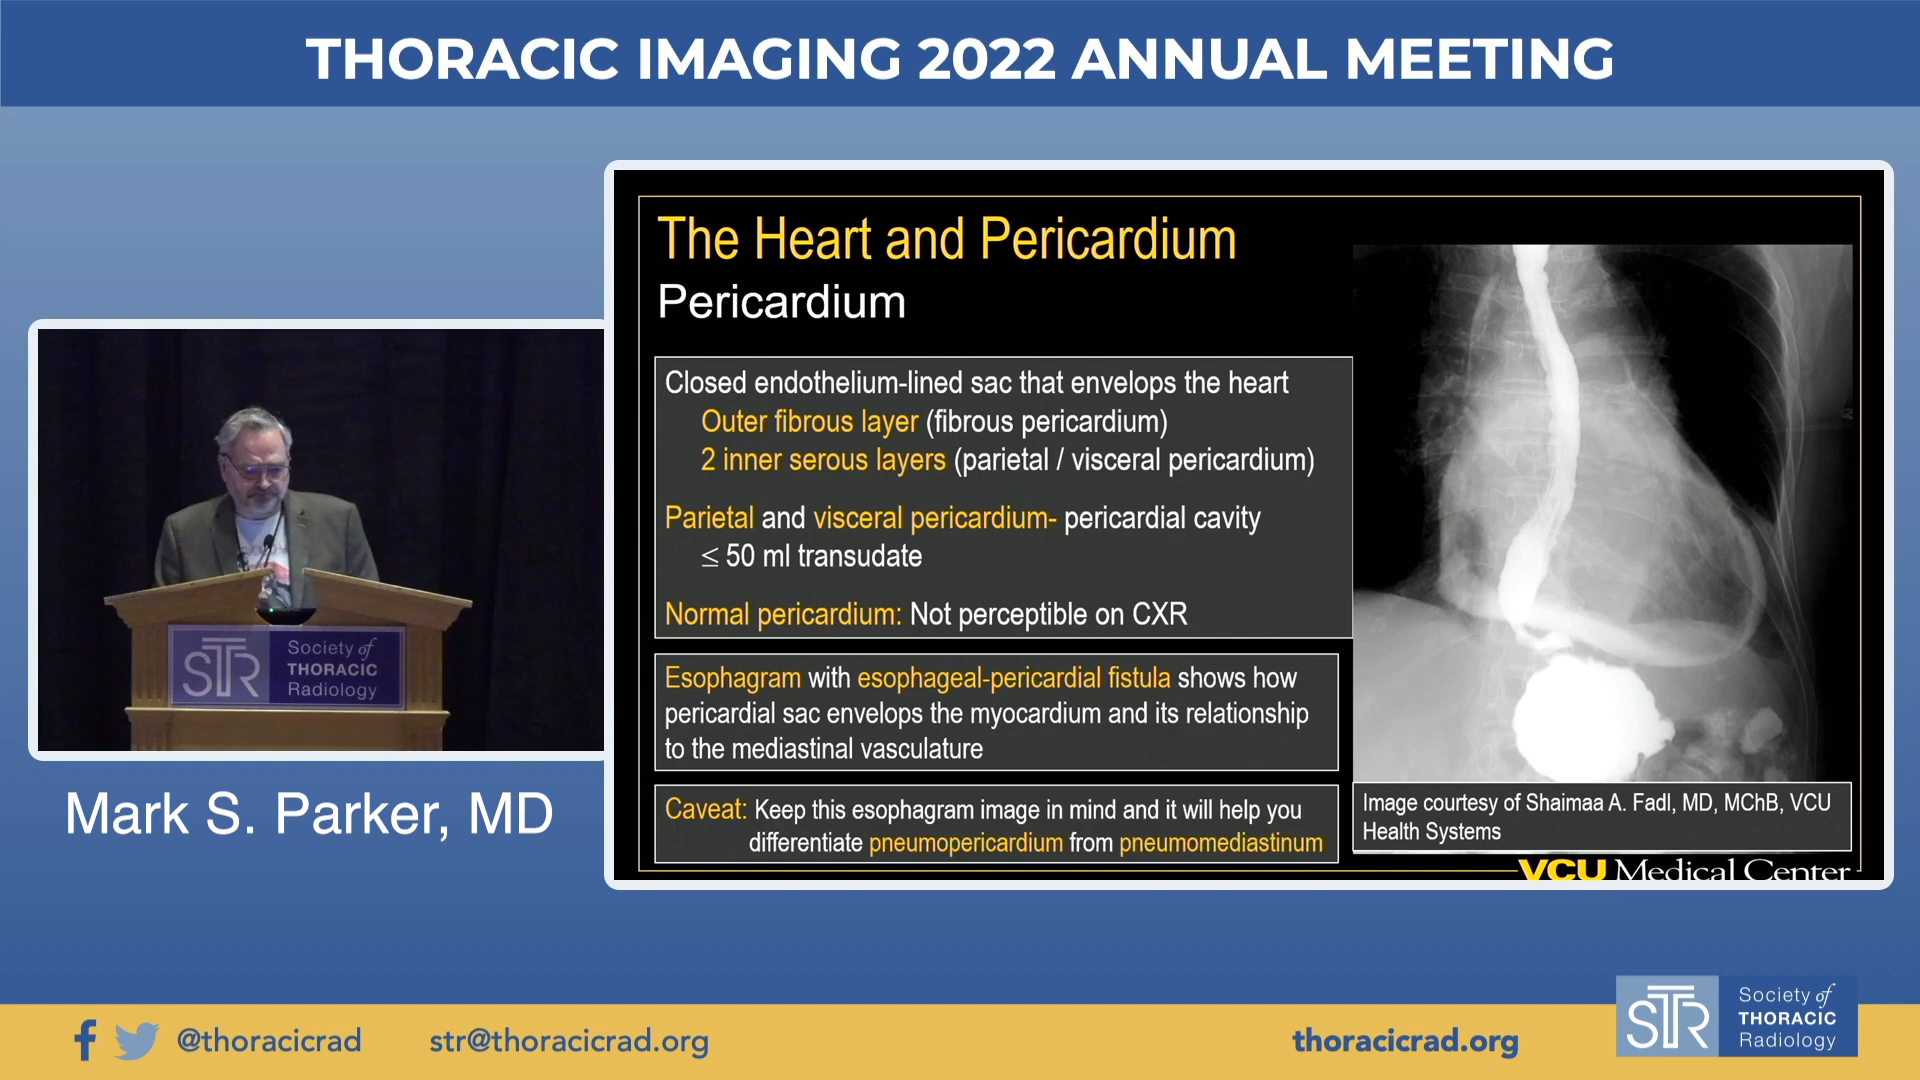 THORACIC IMAGING 2022 ANNUAL MEETING
The Heart and Pericardium
Pericardium
Closed endothelium-lined sac that envelops the heart
Outer fibrous layer (fibrous pericardium)
2 inner serous layers (parietal / visceral pericardium)
Parietal and visceral pericardium- pericardial cavity
≤ 50 ml transudate
Normal pericardium: Not perceptible on CXR
Esophagram with esophageal-pericardial fistula shows how
pericardial sac envelops the myocardium and its relationship
to the mediastinal vasculature
Caveat: Keep this esophagram image in mind and it will help you
differentiate pneumopericardium from pneumomediastinum
Image courtesy of Shaimaa A. Fadl, MD, MChB, VCU
Health Systems
VCU Medical Center
STR
Society of
THORACIC
Radiology
Mark S. Parker, MD
@thoracicrad
str@thoracicrad.org
thoracicrad.org
STR
Society of
THORACIC
Radiology